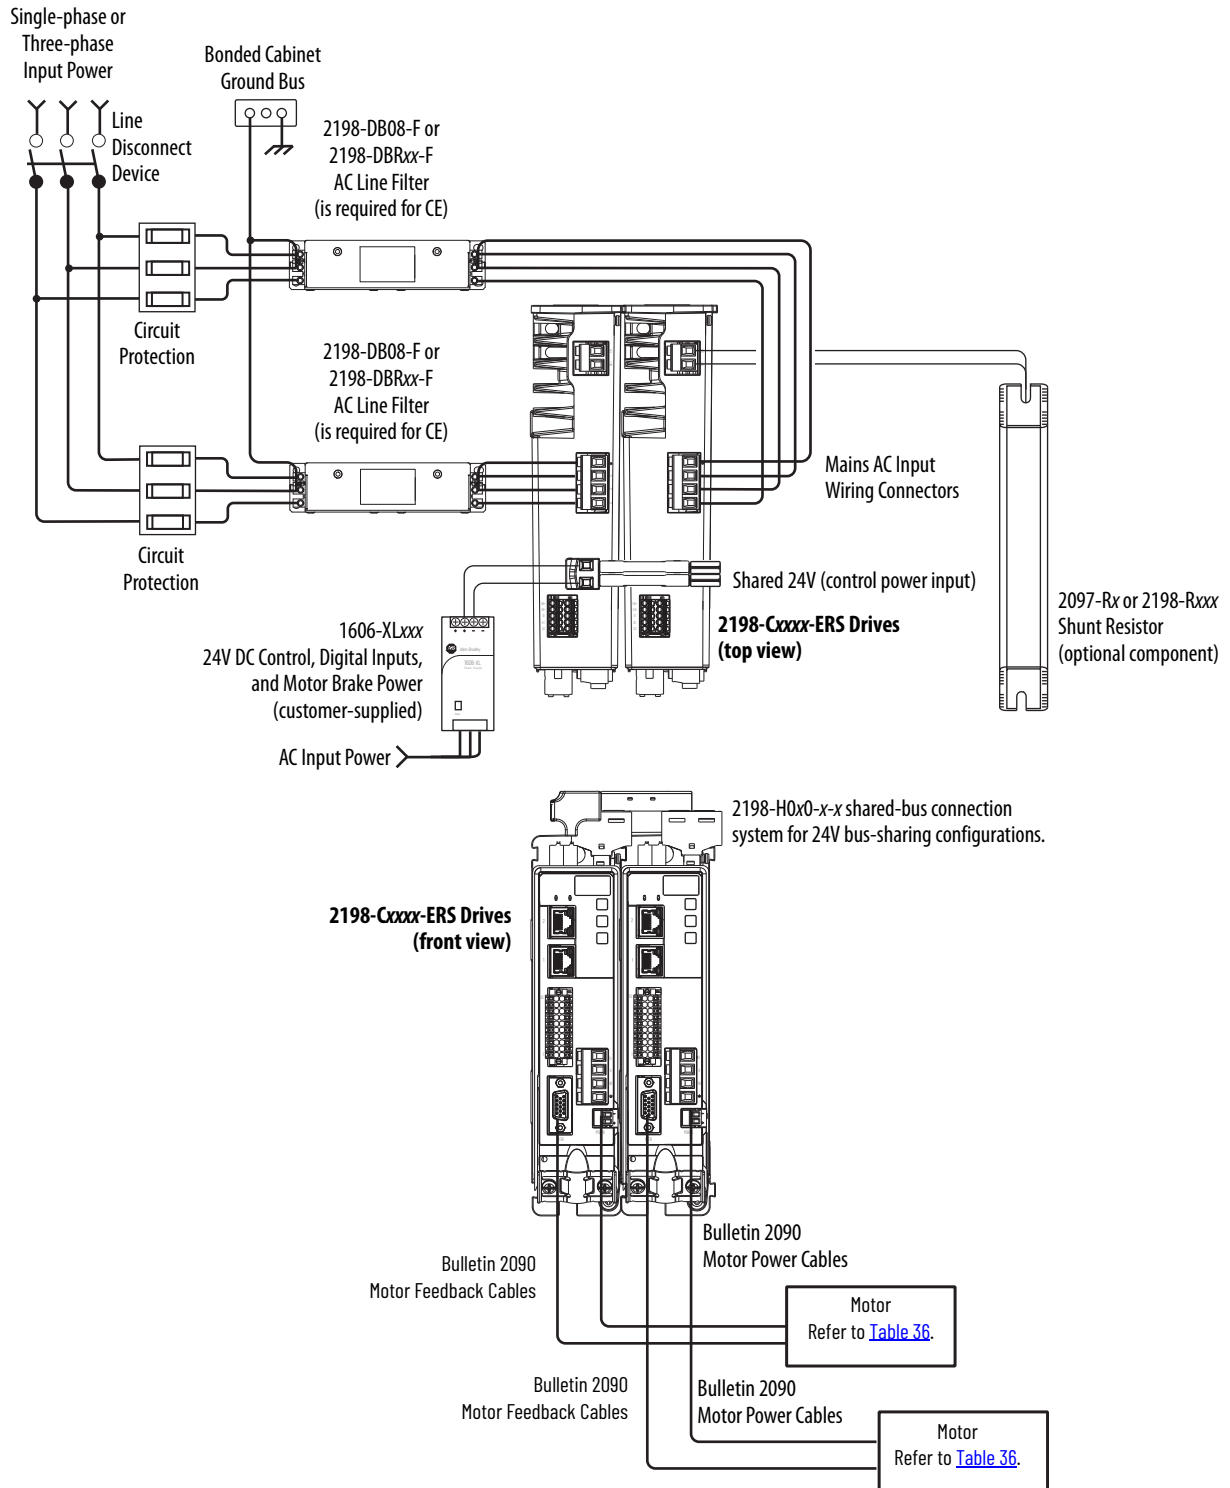 Single-phase or
Three-phase
Input Power
Bonded Cabinet
Ground Bus
Line
Disconnect
Device
2198-DB08-F or
2198-DBRxx-F
AC Line Filter
(is required for CE)
Circuit
Protection
2198-DB08-F or
2198-DBRxx-F
AC Line Filter
(is required for CE)
Mains AC Input
Wiring Connectors
Circuit
Protection
Shared 24V (control power input)
2097-Rx or 2198-Rxxx
Shunt Resistor
(optional component)
2198-Cxxxx-ERS Drives
(top view)
1606-XLxxx
24V DC Control, Digital Inputs,
and Motor Brake Power
(customer-supplied)
AC Input Power
2198-H0x0-x-x shared-bus connection
system for 24V bus-sharing configurations.
2198-Cxxxx-ERS Drives
(front view)
Bulletin 2090
Motor Power Cables
Bulletin 2090
Motor Feedback Cables
Motor
Refer to Table 36.
Bulletin 2090
Motor Feedback Cables
Bulletin 2090
Motor Power Cables
Motor
Refer to Table 36.